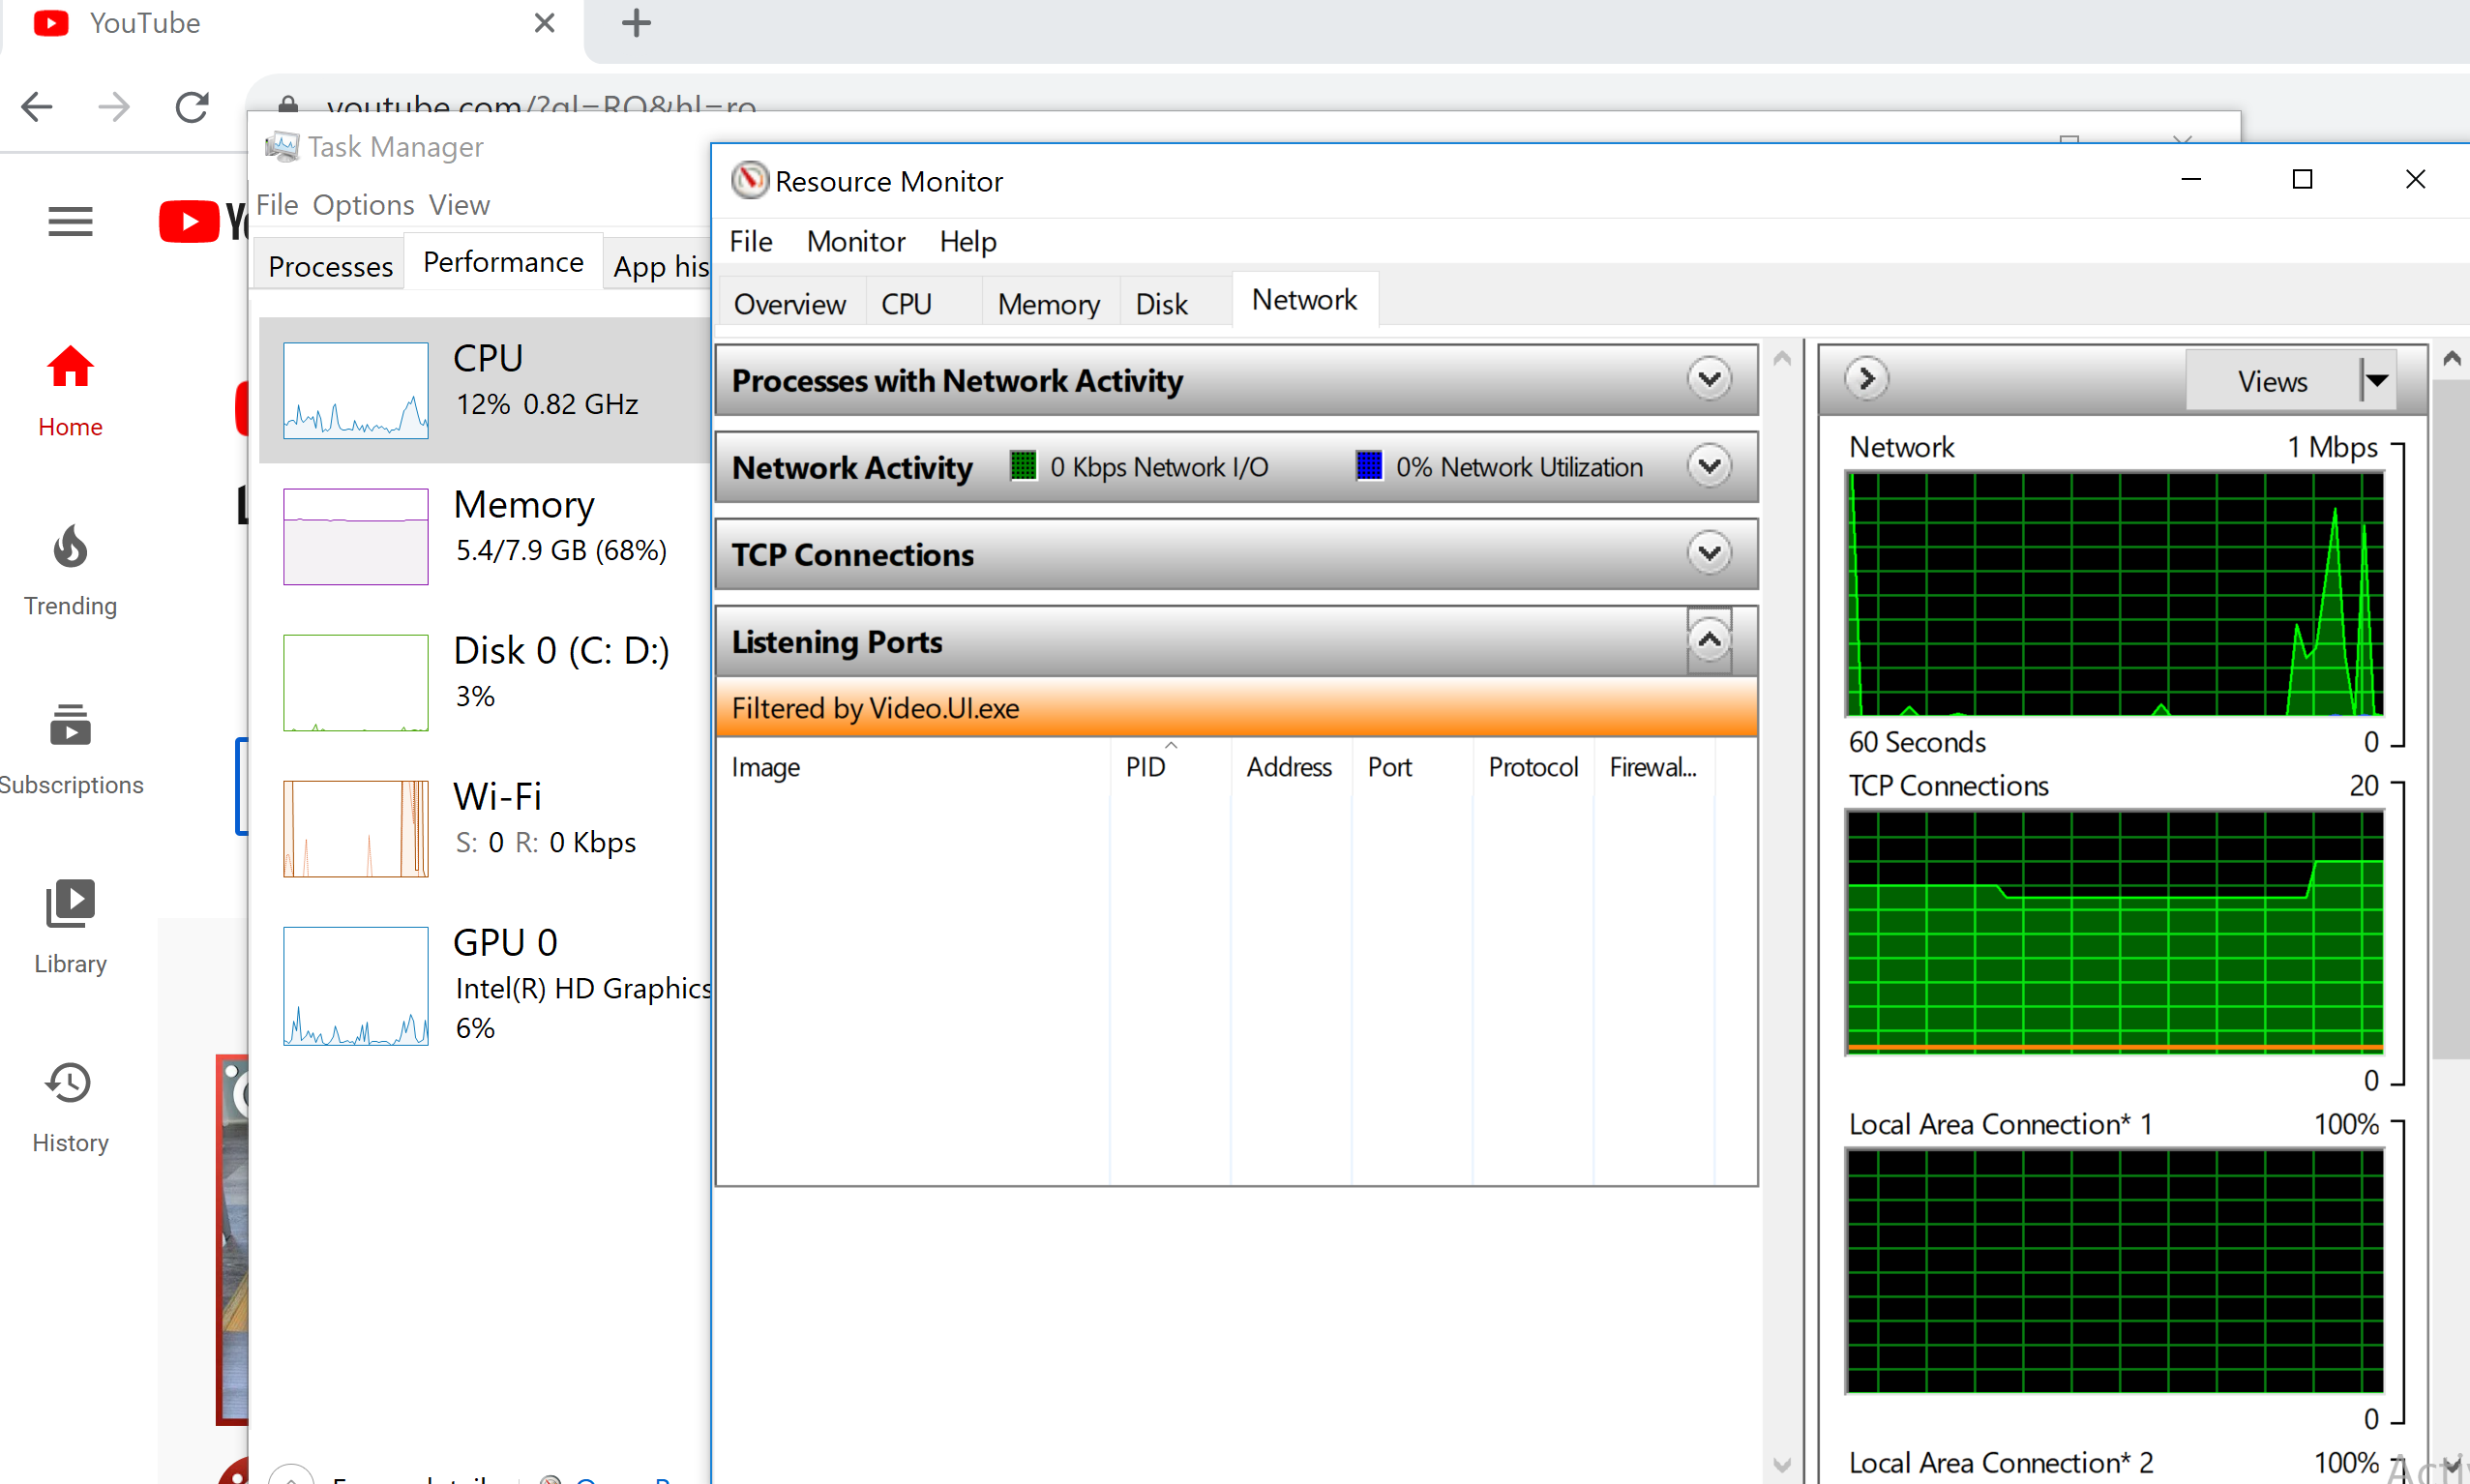 YouTube
youtube.com/?gl=RO&hl=ro
Home
Trending
Subscriptions
Library
History
Task Manager
File Options View
Processes Performance App his
CPU
12% 0.82 GHz
Memory
5.4/7.9 GB (68%)
Disk 0 (C: D:)
3%
Wi-Fi
S: 0 R: 0 Kbps
GPU 0
Intel(R) HD Graphics
6%
Resource Monitor
File Monitor Help
Overview CPU Memory Disk Network
Processes with Network Activity
Network Activity 0 Kbps Network I/O 0% Network Utilization
TCP Connections
Listening Ports
Filtered by Video.UI.exe
Image PID Address Port Protocol Firewal...
Views
Network 1 Mbps
60 Seconds 0
TCP Connections 20
0
Local Area Connection* 1 100%
0
Local Area Connection* 2 100%